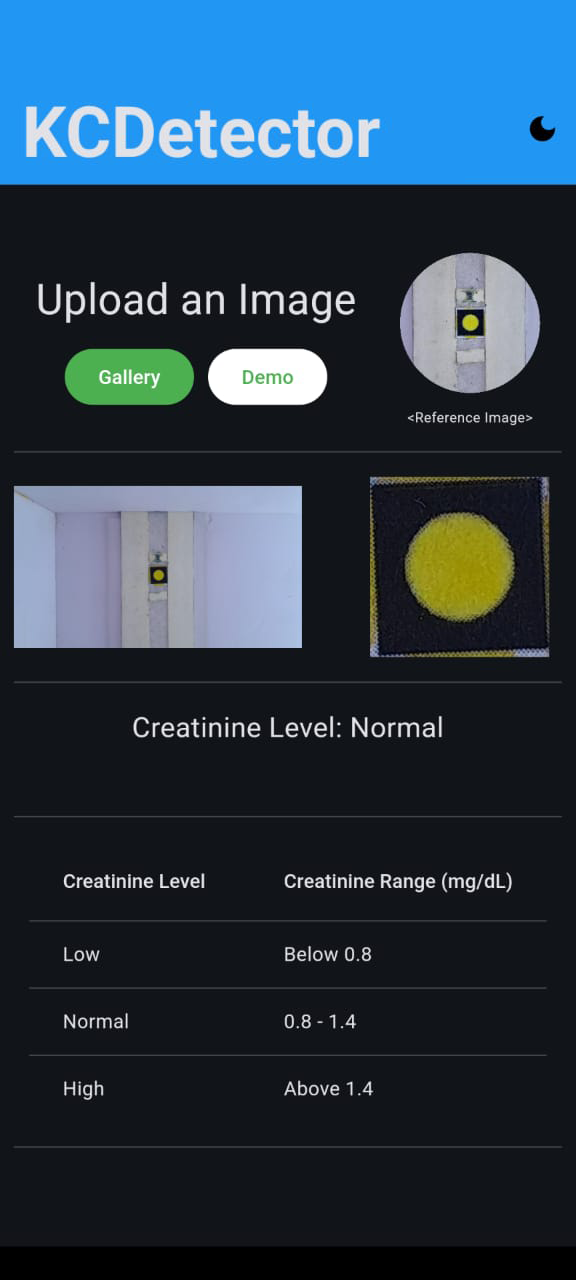 KCDetector
Upload an Image
Gallery Demo
<Reference Image>
Creatinine Level: Normal
Creatinine Level Creatinine Range (mg/dL)
Low Below 0.8
Normal 0.8 - 1.4
High Above 1.4